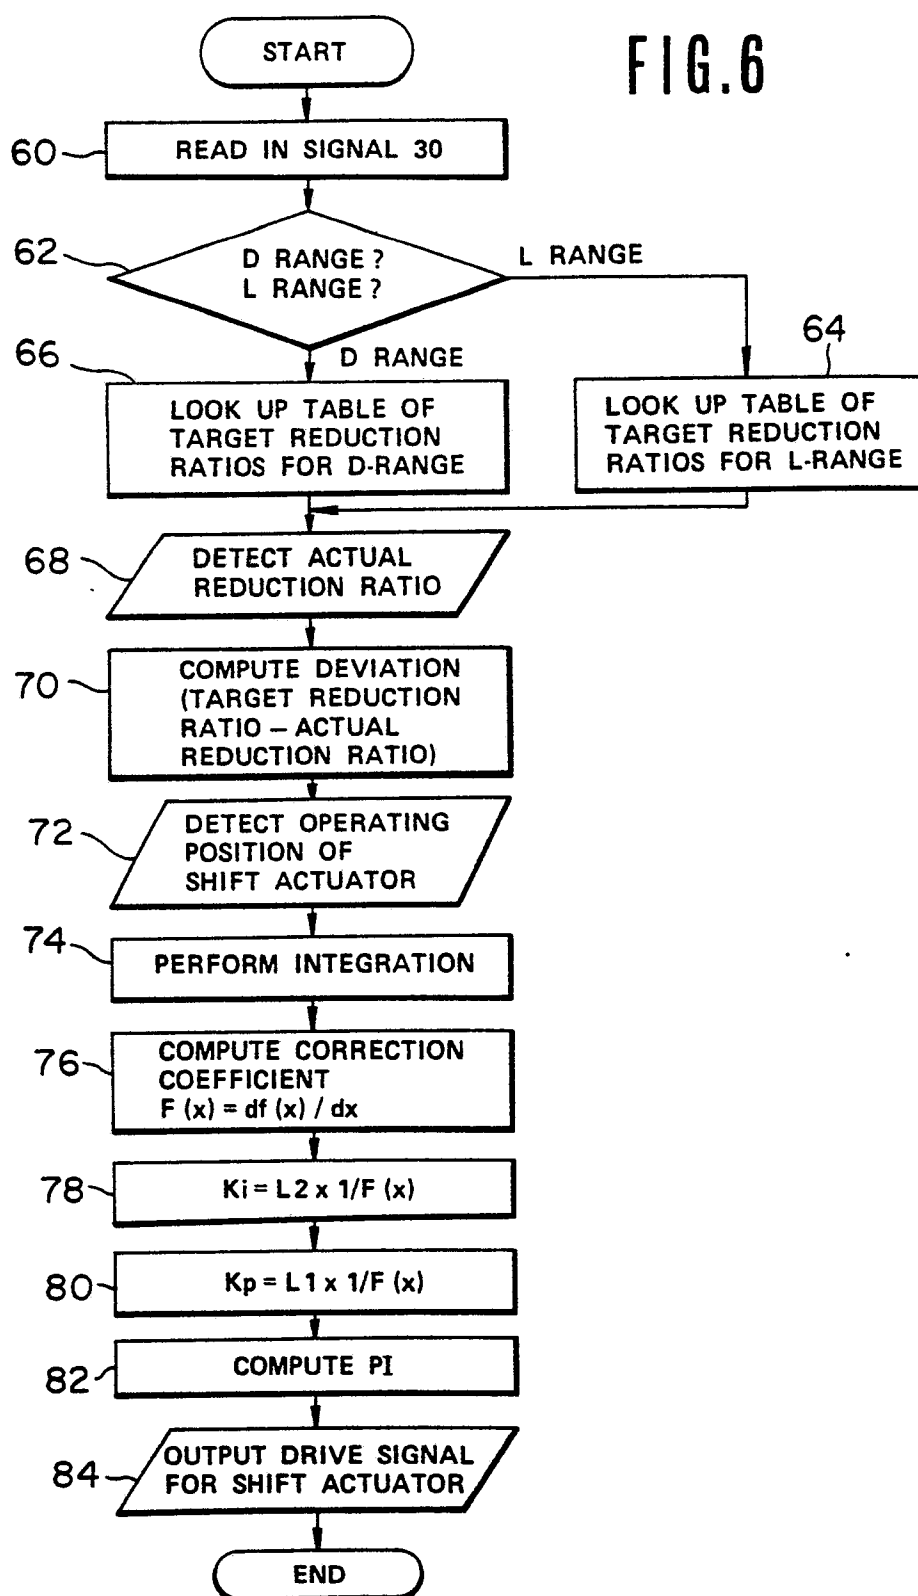 FIG.6
START
60
READ IN SIGNAL 30
62
D RANGE?
L RANGE?
L RANGE
D RANGE
66
LOOK UP TABLE OF
TARGET REDUCTION
RATIOS FOR D-RANGE
64
LOOK UP TABLE OF
TARGET REDUCTION
RATIOS FOR L-RANGE
68
DETECT ACTUAL
REDUCTION RATIO
70
COMPUTE DEVIATION
(TARGET REDUCTION
RATIO – ACTUAL
REDUCTION RATIO)
72
DETECT OPERATING
POSITION OF
SHIFT ACTUATOR
74
PERFORM INTEGRATION
76
COMPUTE CORRECTION
COEFFICIENT
F (x) = df (x) / dx
78
Ki = L2 x 1/F (x)
80
Kp = L1 x 1/F (x)
82
COMPUTE PI
84
OUTPUT DRIVE SIGNAL
FOR SHIFT ACTUATOR
END